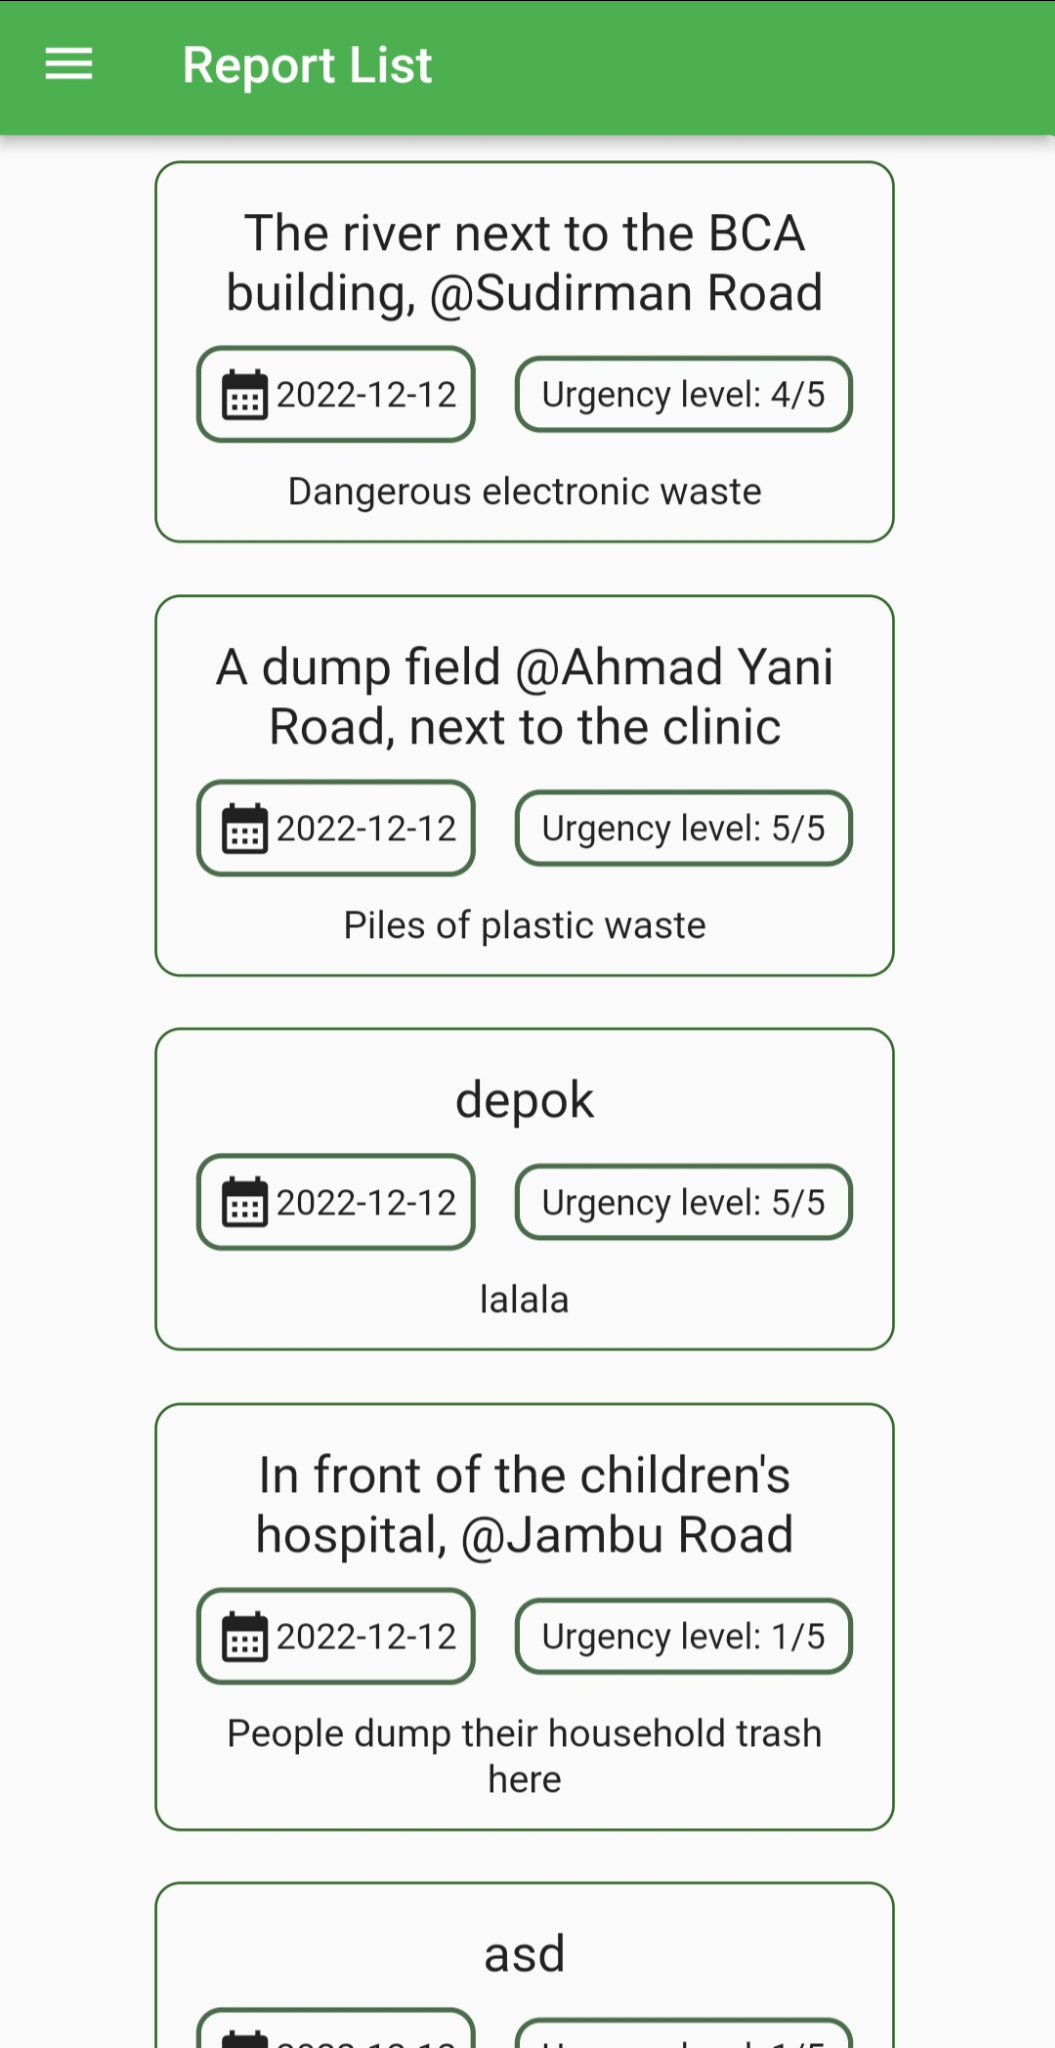 Report List
The river next to the BCA
building, @Sudirman Road
2022-12-12
Urgency level: 4/5
Dangerous electronic waste
A dump field @Ahmad Yani
Road, next to the clinic
2022-12-12
Urgency level: 5/5
Piles of plastic waste
depok
2022-12-12
Urgency level: 5/5
lalala
In front of the children's
hospital, @Jambu Road
2022-12-12
Urgency level: 1/5
People dump their household trash
here
asd